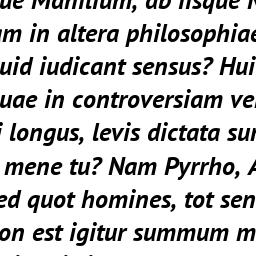 ue Manilium, ab iisque M
um in altera philosophiae
uid iudicant sensus? Hui
uae in controversiam ve
i longus, levis dictata sur
mene tu? Nam Pyrrho, A
ed quot homines, tot sen
on est igitur summum m